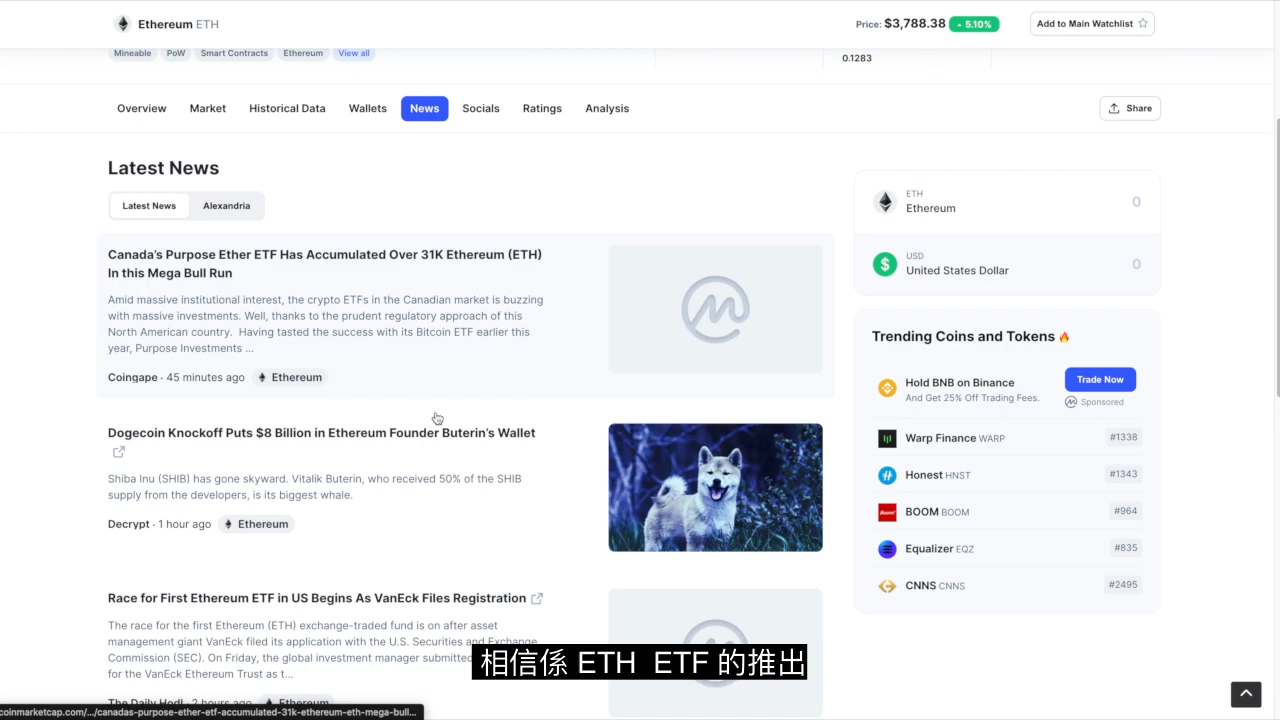 Ethereum ETH
Price: $3,788.38 5.10%
Add to Main Watchlist
Mineable PoW Smart Contracts Ethereum View all
0.1283
Overview Market Historical Data Wallets News Socials Ratings Analysis
Share
Latest News
Latest News Alexandria
Canada's Purpose Ether ETF Has Accumulated Over 31K Ethereum (ETH)
In this Mega Bull Run
Amid massive institutional interest, the crypto ETFs in the Canadian market is buzzing
with massive investments. Well, thanks to the prudent regulatory approach of this
North American country. Having tasted the success with its Bitcoin ETF earlier this
year, Purpose Investments ...
Coingape · 45 minutes ago Ethereum
Dogecoin Knockoff Puts $8 Billion in Ethereum Founder Buterin's Wallet
Shiba Inu (SHIB) has gone skyward. Vitalik Buterin, who received 50% of the SHIB
supply from the developers, is its biggest whale.
Decrypt · 1 hour ago Ethereum
Race for First Ethereum ETF in US Begins As VanEck Files Registration
The race for the first Ethereum (ETH) exchange-traded fund is on after asset
management giant VanEck filed its application with the U.S. Securities and Exchange
Commission (SEC). On Friday, the global investment manager submitted
for the VanEck Ethereum Trust as t...
The Daily Hodl · 2 hours ago Ethereum
ETH
Ethereum
0
USD
United States Dollar
0
Trending Coins and Tokens
Hold BNB on Binance
And Get 25% Off Trading Fees.
Trade Now
Sponsored
Warp Finance WARP #1338
Honest HNST #1343
Boom!
BOOM BOOM #964
Equalizer EQZ #835
CNNS CNNS #2495
相信係 ETH ETF 的推出
coinmarketcap.com/.../canadas-purpose-ether-etf-accumulated-31k-ethereum-eth-mega-bull...